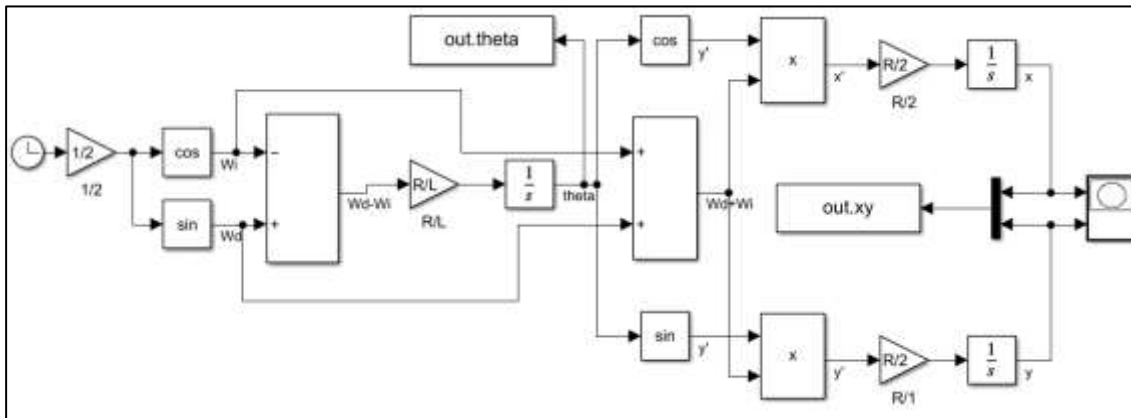 out.theta
cos
y'
x
x'
R/2
R/2
1
s
x
1/2
1/2
cos
Wi
−
sin
Wd
+
Wd-Wi
R/L
R/L
1
s
theta
+
+
Wd+Wi
out.xy
sin
y'
x
y'
R/2
R/1
1
s
y